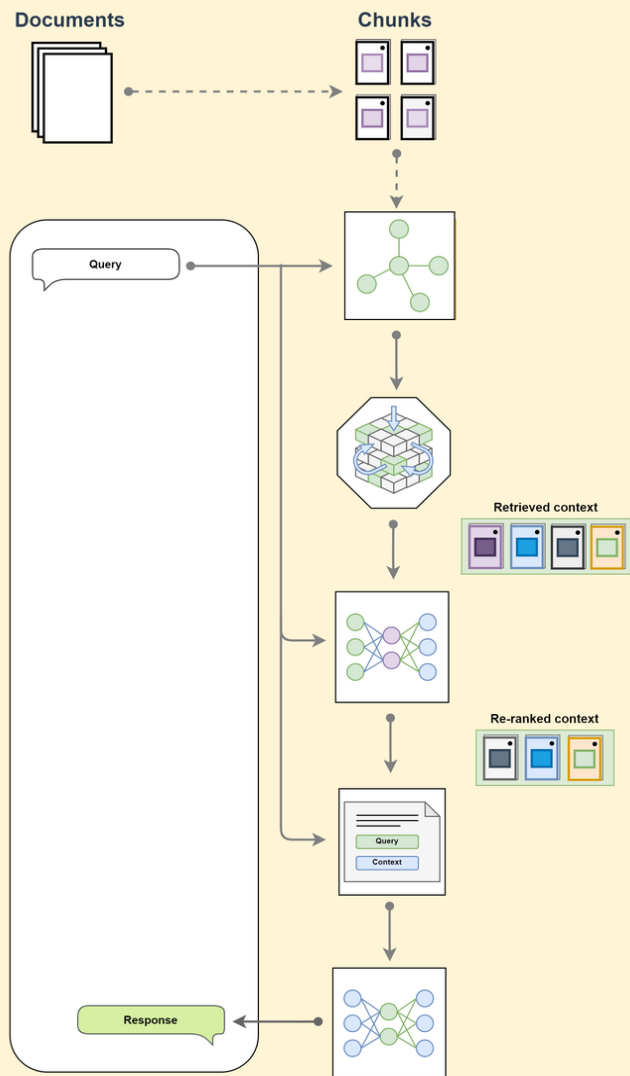 Documents
Chunks
Query
Retrieved context
Re-ranked context
Query
Context
Response